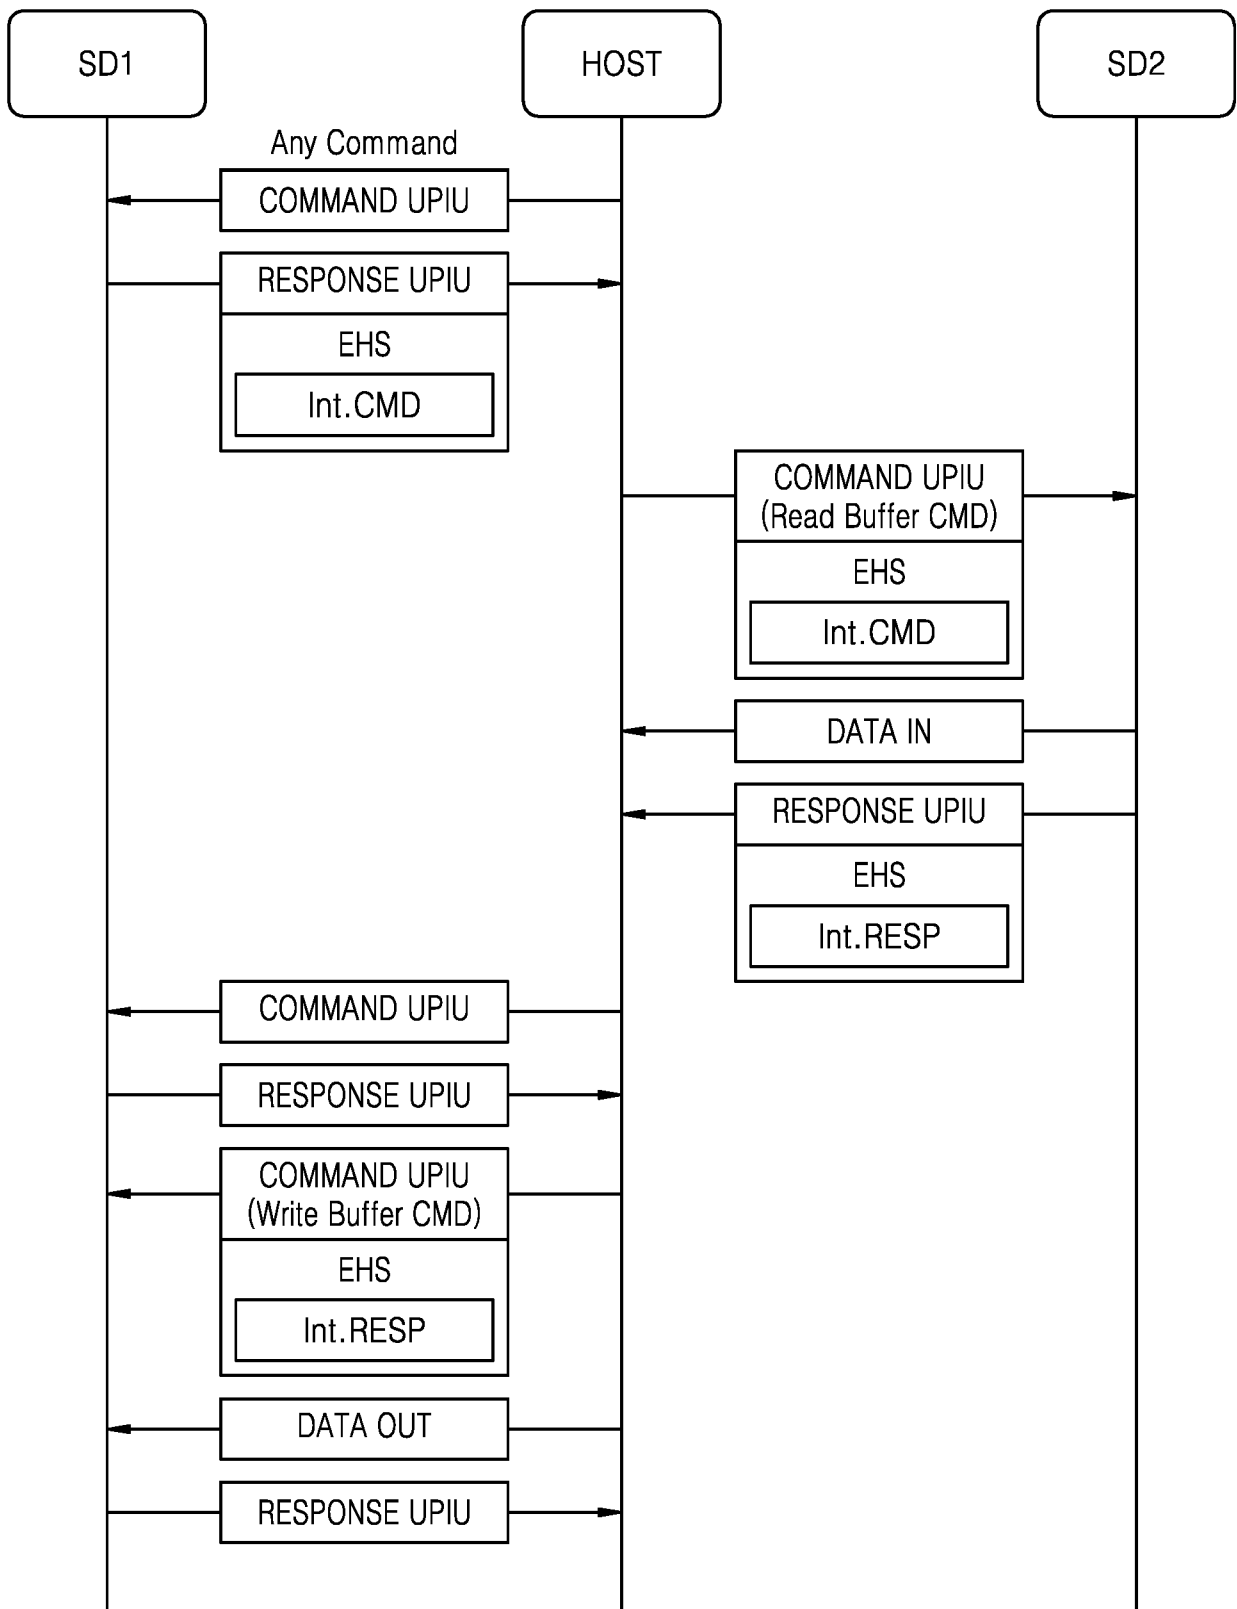 SD1
HOST
SD2
Any Command
COMMAND UPIU
RESPONSE UPIU
EHS
Int.CMD
COMMAND UPIU
(Read Buffer CMD)
EHS
Int.CMD
DATA IN
RESPONSE UPIU
EHS
Int.RESP
COMMAND UPIU
RESPONSE UPIU
COMMAND UPIU
(Write Buffer CMD)
EHS
Int.RESP
DATA OUT
RESPONSE UPIU